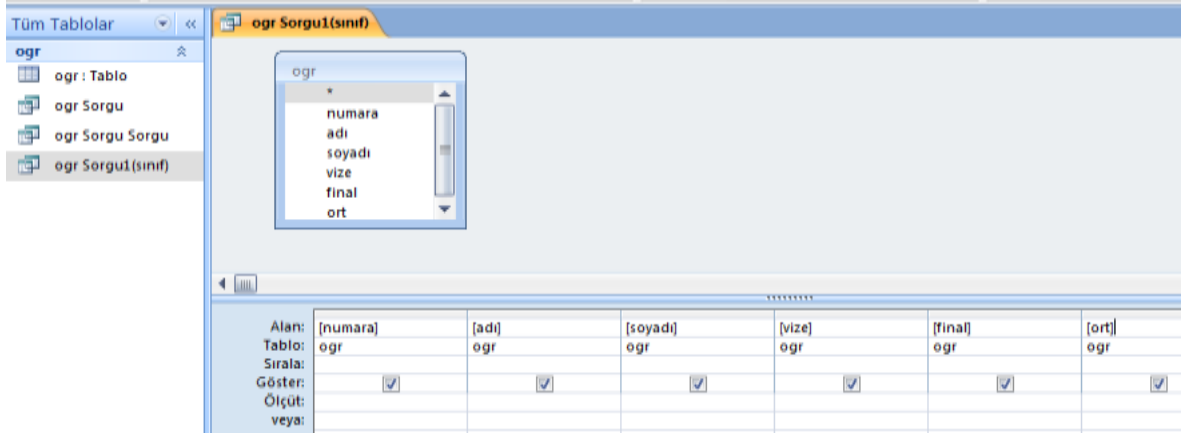 Tüm Tablolar
ogr
ogr : Tablo
ogr Sorgu
ogr Sorgu Sorgu
ogr Sorgu1(sınıf)
ogr Sorgu1(sınıf)
ogr
*
numara
adı
soyadı
vize
final
ort
Alan: [numara] [adı] [soyadı] [vize] [final] [ort]
Tablo: ogr ogr ogr ogr ogr ogr
Sırala:
Göster:
Ölçüt:
veya: